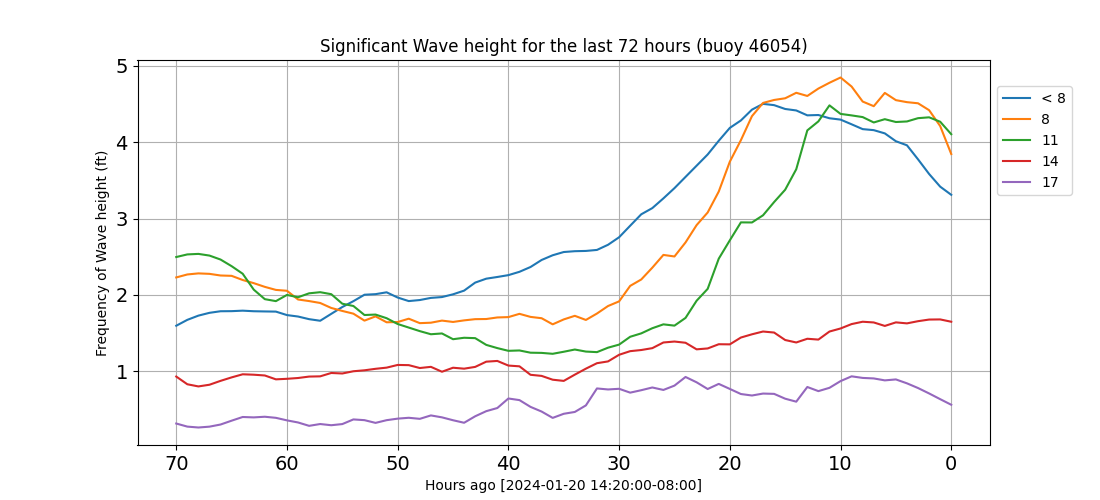 Significant Wave height for the last 72 hours (buoy 46054)
Frequency of Wave height (ft)
5
4
3
2
1
70 60 50 40 30 20 10 0
Hours ago [2024-01-20 14:20:00-08:00]
< 8
8
11
14
17